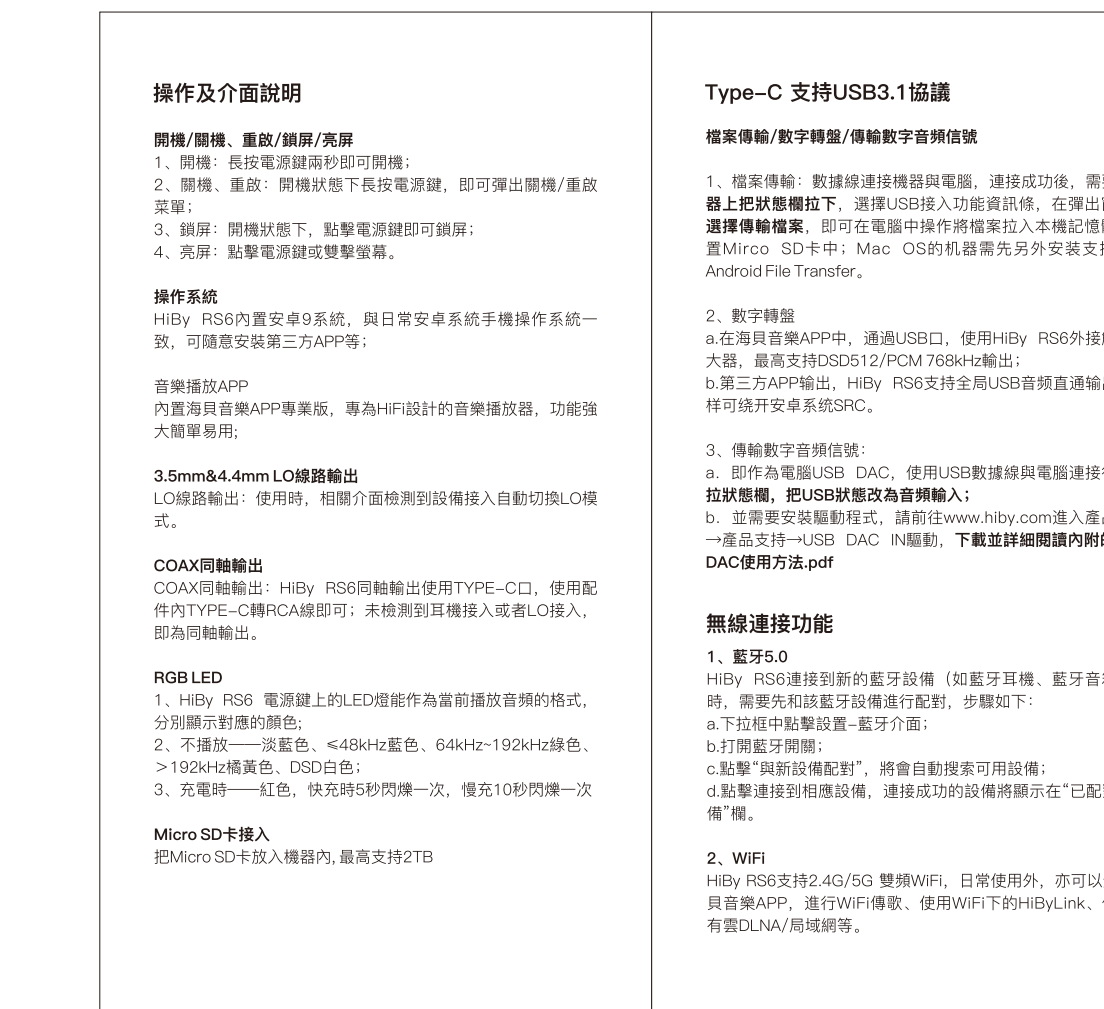 操作及介面說明
開機/關機、重啟/鎖屏/亮屏
1、開機：長按電源鍵兩秒即可開機；
2、關機、重啟：開機狀態下長按電源鍵，即可彈出關機/重啟
菜單；
3、鎖屏：開機狀態下，點擊電源鍵即可鎖屏；
4、亮屏：點擊電源鍵或雙擊螢幕。
操作系統
HiBy RS6內置安卓9系統，與日常安卓系統手機操作系統一
致，可隨意安裝第三方APP等；
音樂播放APP
內置海貝音樂APP專業版，專為HiFi設計的音樂播放器，功能強
大簡單易用;
3.5mm&4.4mm LO線路輸出
LO線路輸出：使用時，相關介面檢測到設備接入自動切換LO模
式。
COAX同軸輸出
COAX同軸輸出：HiBy RS6同軸輸出使用TYPE-C口，使用配
件內TYPE-C轉RCA線即可；未檢測到耳機接入或者LO接入，
即為同軸輸出。
RGB LED
1、HiBy RS6 電源鍵上的LED燈能作為當前播放音頻的格式，
分別顯示對應的顏色;
2、不播放——淡藍色、≤48kHz藍色、64kHz~192kHz綠色、
＞192kHz橘黃色、DSD白色；
3、充電時——紅色，快充時5秒閃爍一次，慢充10秒閃爍一次
Micro SD卡接入
把Micro SD卡放入機器內, 最高支持2TB
Type-C 支持USB3.1協議
檔案傳輸/數字轉盤/傳輸數字音頻信號
1、檔案傳輸：數據線連接機器與電腦，連接成功後，需
器上把狀態欄拉下，選擇USB接入功能資訊條，在彈出
選擇傳輸檔案，即可在電腦中操作將檔案拉入本機記憶
置Mirco SD卡中；Mac OS的机器需先另外安装支
Android File Transfer。
2、數字轉盤
a.在海貝音樂APP中，通過USB口，使用HiBy RS6外接
大器，最高支持DSD512/PCM 768kHz輸出；
b.第三方APP输出，HiBy RS6支持全局USB音频直通输
样可绕开安卓系统SRC。
3、傳輸數字音頻信號：
a. 即作為電腦USB DAC，使用USB數據線與電腦連接
拉狀態欄，把USB狀態改為音頻輸入；
b. 並需要安裝驅動程式，請前往www.hiby.com進入產
→產品支持→USB DAC IN驅動，下載並詳細閱讀內附
DAC使用方法.pdf
無線連接功能
1、藍牙5.0
HiBy RS6連接到新的藍牙設備（如藍牙耳機、藍牙音
時，需要先和該藍牙設備進行配對，步驟如下：
a.下拉框中點擊設置-藍牙介面；
b.打開藍牙開關；
c.點擊“與新設備配對”，將會自動搜索可用設備；
d.點擊連接到相應設備，連接成功的設備將顯示在“已配
備”欄。
2、WiFi
HiBy RS6支持2.4G/5G 雙頻WiFi，日常使用外，亦可以
貝音樂APP，進行WiFi傳歌、使用WiFi下的HiByLink、
有雲DLNA/局域網等。